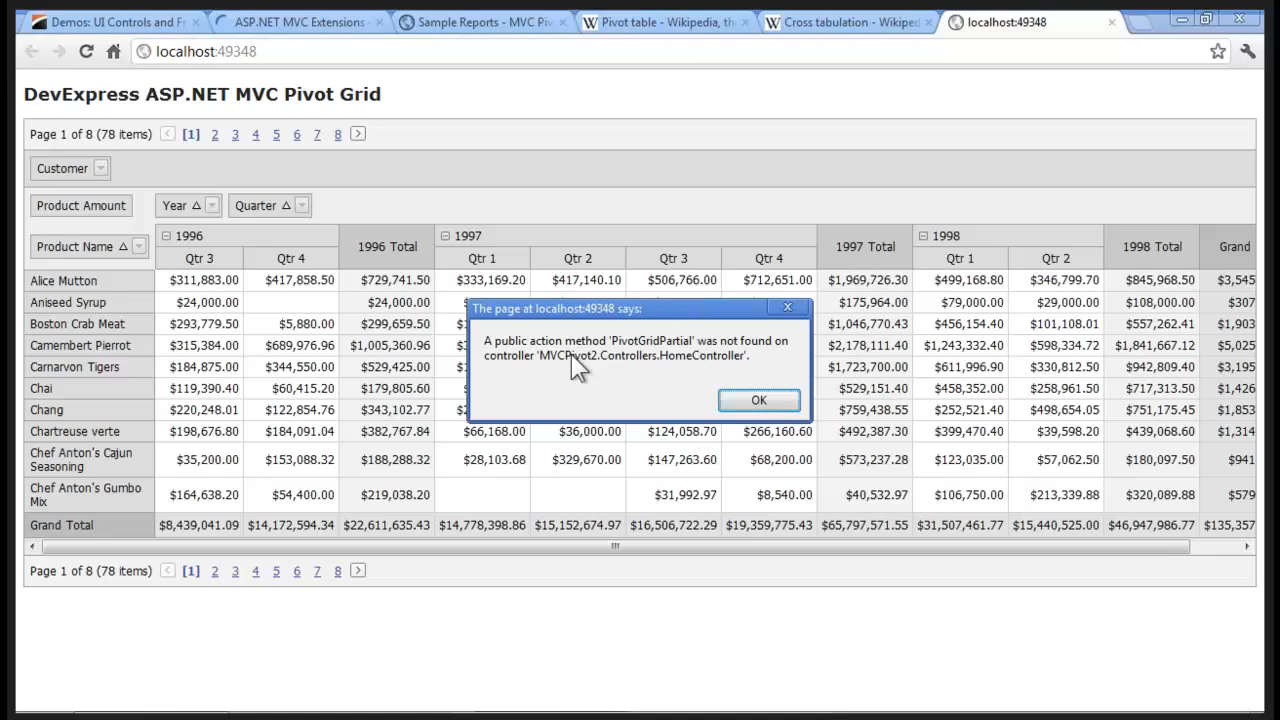 Demos: UI Controls and Fr
ASP.NET MVC Extensions -
Sample Reports - MVC Piv
Pivot table - Wikipedia, the
Cross tabulation - Wikiped
localhost:49348
localhost:49348
DevExpress ASP.NET MVC Pivot Grid
Page 1 of 8 (78 items) [1] 2 3 4 5 6 7 8
Customer
Product Amount Year Quarter
Product Name
1996 1996 Total 1997 1997 Total 1998 1998 Total Grand
Qtr 3 Qtr 4 Qtr 1 Qtr 2 Qtr 3 Qtr 4 Qtr 1 Qtr 2
Alice Mutton $311,883.00 $417,858.50 $729,741.50 $333,169.20 $417,140.10 $506,766.00 $712,651.00 $1,969,726.30 $499,168.80 $346,799.70 $845,968.50 $3,545
Aniseed Syrup $24,000.00 $24,000.00 $175,964.00 $79,000.00 $29,000.00 $108,000.00 $307
Boston Crab Meat $293,779.50 $5,880.00 $299,659.50 $1,046,770.43 $456,154.40 $101,108.01 $557,262.41 $1,903
Camembert Pierrot $315,384.00 $689,976.96 $1,005,360.96 $2,178,111.40 $1,243,332.40 $598,334.72 $1,841,667.12 $5,025
Carnarvon Tigers $184,875.00 $344,550.00 $529,425.00 $1,723,700.00 $611,996.90 $330,812.50 $942,809.40 $3,195
Chai $119,390.40 $60,415.20 $179,805.60 $529,151.40 $458,352.00 $258,961.50 $717,313.50 $1,426
Chang $220,248.01 $122,854.76 $343,102.77 $759,438.55 $252,521.40 $498,654.05 $751,175.45 $1,853
Chartreuse verte $198,676.80 $184,091.04 $382,767.84 $66,168.00 $36,000.00 $124,058.70 $266,160.60 $492,387.30 $399,470.40 $39,598.20 $439,068.60 $1,314
Chef Anton's Cajun
Seasoning
$35,200.00 $153,088.32 $188,288.32 $28,103.68 $329,670.00 $147,263.60 $68,200.00 $573,237.28 $123,035.00 $57,062.50 $180,097.50 $941
Chef Anton's Gumbo
Mix
$164,638.20 $54,400.00 $219,038.20 $31,992.97 $8,540.00 $40,532.97 $106,750.00 $213,339.88 $320,089.88 $579
Grand Total $8,439,041.09 $14,172,594.34 $22,611,635.43 $14,778,398.86 $15,152,674.97 $16,506,722.29 $19,359,775.43 $65,797,571.55 $31,507,461.77 $15,440,525.00 $46,947,986.77 $135,357
Page 1 of 8 (78 items) [1] 2 3 4 5 6 7 8
The page at localhost:49348 says:
A public action method 'PivotGridPartial' was not found on
controller 'MVCPivot2.Controllers.HomeController'.
OK